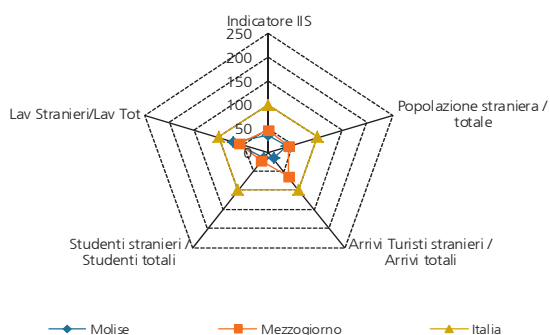 Indicatore IIS
250
200
150
100
50
0
Popolazione straniera /
totale
Arrivi Turisti stranieri /
Arrivi totali
Studenti stranieri /
Studenti totali
Lav Stranieri/Lav Tot
Molise
Mezzogiorno
Italia